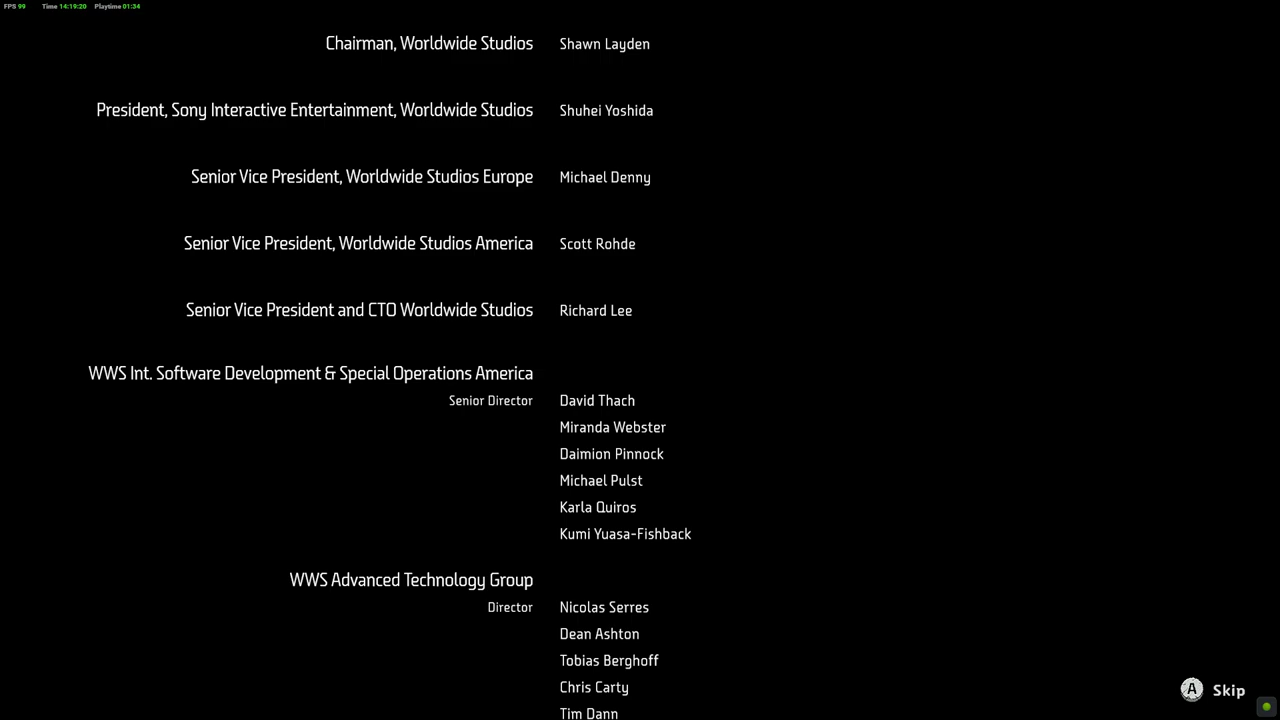 FPS 99 Time 14:19:20 Playtime 01:34
Chairman, Worldwide Studios Shawn Layden
President, Sony Interactive Entertainment, Worldwide Studios Shuhei Yoshida
Senior Vice President, Worldwide Studios Europe Michael Denny
Senior Vice President, Worldwide Studios America Scott Rohde
Senior Vice President and CTO Worldwide Studios Richard Lee
WWS Int. Software Development & Special Operations America
Senior Director David Thach
Miranda Webster
Daimion Pinnock
Michael Pulst
Karla Quiros
Kumi Yuasa-Fishback
WWS Advanced Technology Group
Director Nicolas Serres
Dean Ashton
Tobias Berghoff
Chris Carty
Tim Dann
A Skip